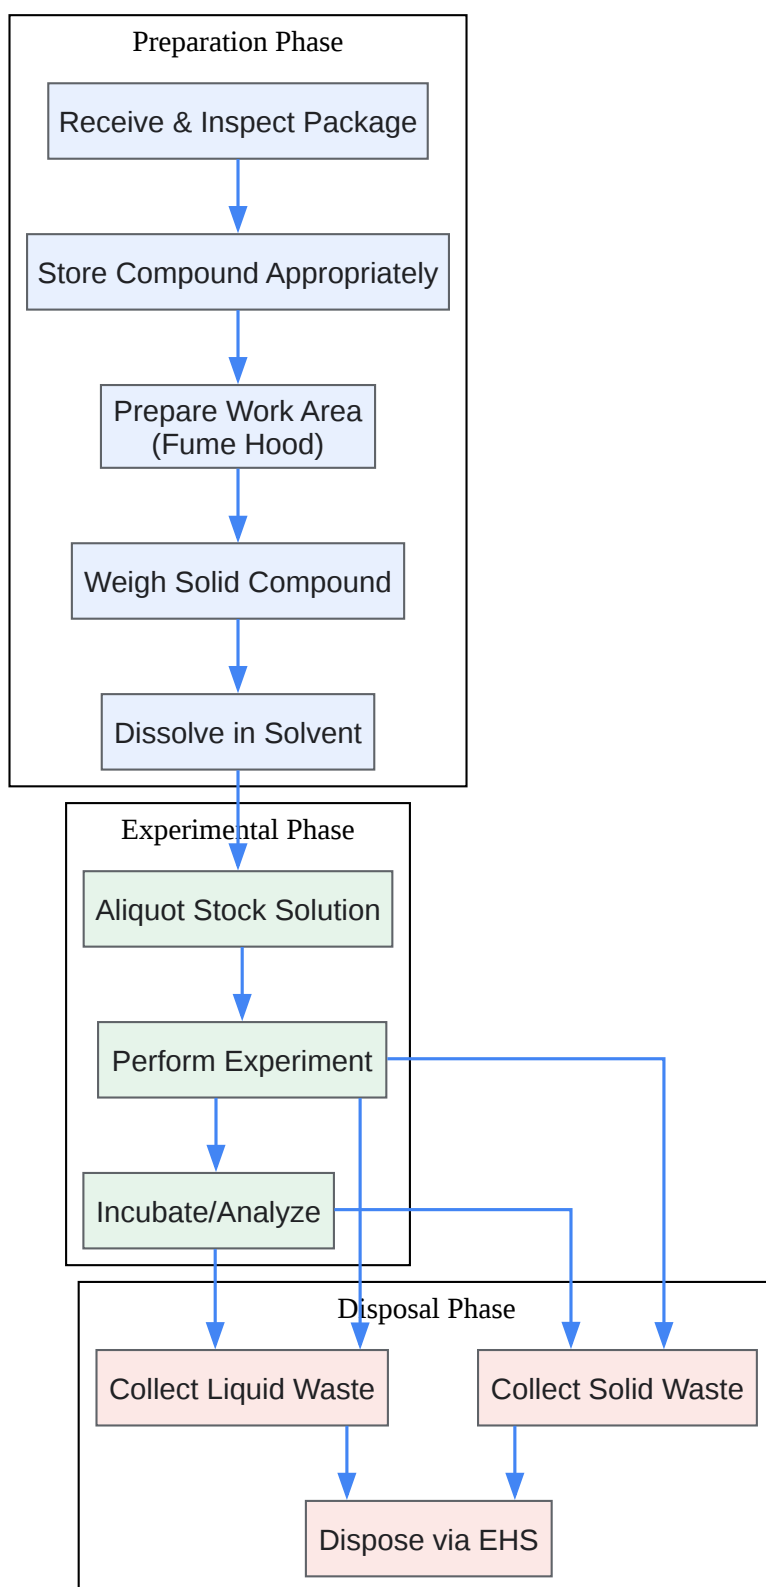 Preparation Phase
Receive & Inspect Package
Store Compound Appropriately
Prepare Work Area
(Fume Hood)
Weigh Solid Compound
Dissolve in Solvent
Experimental Phase
Aliquot Stock Solution
Perform Experiment
Incubate/Analyze
Disposal Phase
Collect Liquid Waste
Collect Solid Waste
Dispose via EHS